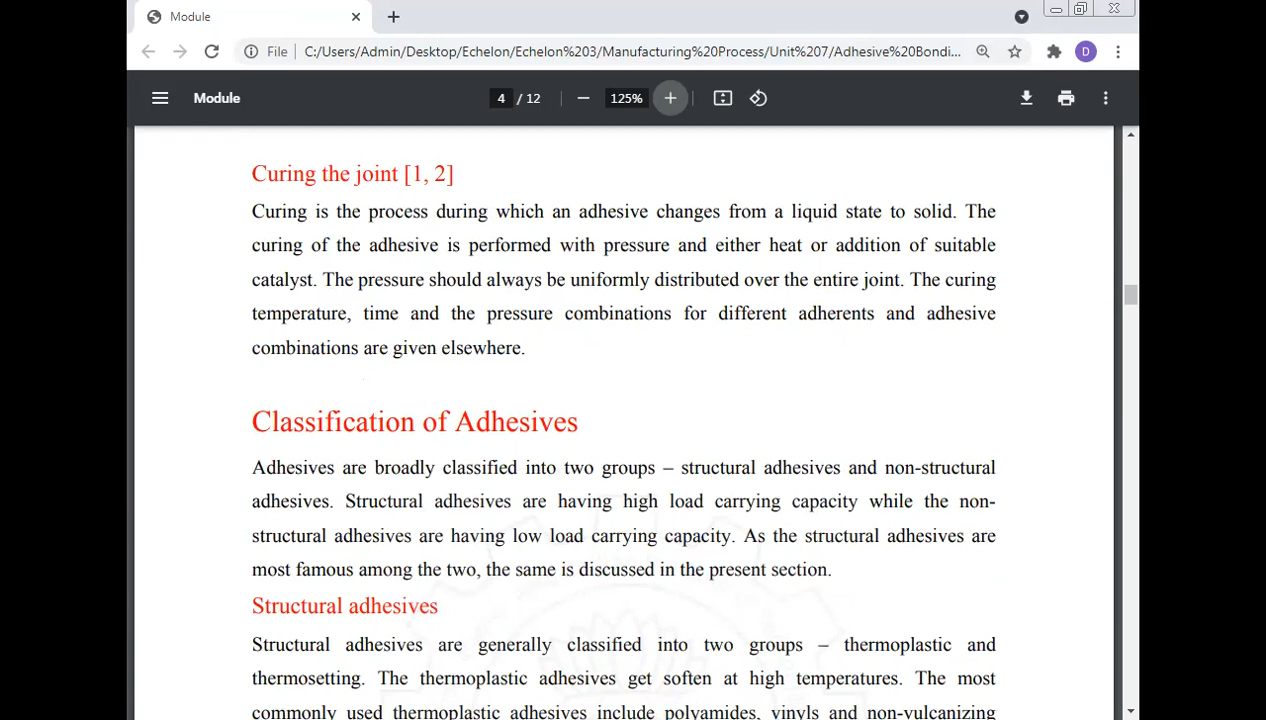 Module
File C:/Users/Admin/Desktop/Echelon/Echelon%203/Manufacturing%20Process/Unit%207/Adhesive%20Bondi... D
Module 4 / 12 125%
Curing the joint [1, 2]
Curing is the process during which an adhesive changes from a liquid state to solid. The
curing of the adhesive is performed with pressure and either heat or addition of suitable
catalyst. The pressure should always be uniformly distributed over the entire joint. The curing
temperature, time and the pressure combinations for different adherents and adhesive
combinations are given elsewhere.
Classification of Adhesives
Adhesives are broadly classified into two groups – structural adhesives and non-structural
adhesives. Structural adhesives are having high load carrying capacity while the non-
structural adhesives are having low load carrying capacity. As the structural adhesives are
most famous among the two, the same is discussed in the present section.
Structural adhesives
Structural adhesives are generally classified into two groups – thermoplastic and
thermosetting. The thermoplastic adhesives get soften at high temperatures. The most
commonly used thermoplastic adhesives include polyamides, vinyls and non-vulcanizing